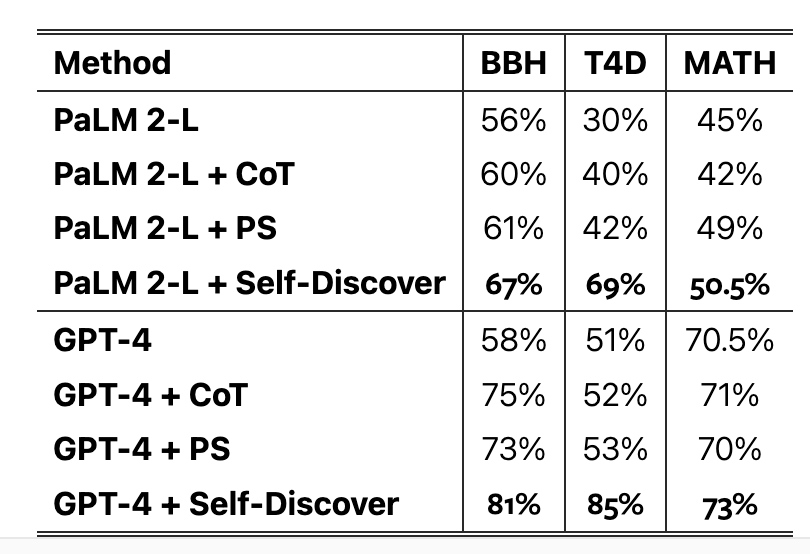 Method BBH T4D MATH
PaLM 2-L 56% 30% 45%
PaLM 2-L + CoT 60% 40% 42%
PaLM 2-L + PS 61% 42% 49%
PaLM 2-L + Self-Discover 67% 69% 50.5%
GPT-4 58% 51% 70.5%
GPT-4 + CoT 75% 52% 71%
GPT-4 + PS 73% 53% 70%
GPT-4 + Self-Discover 81% 85% 73%